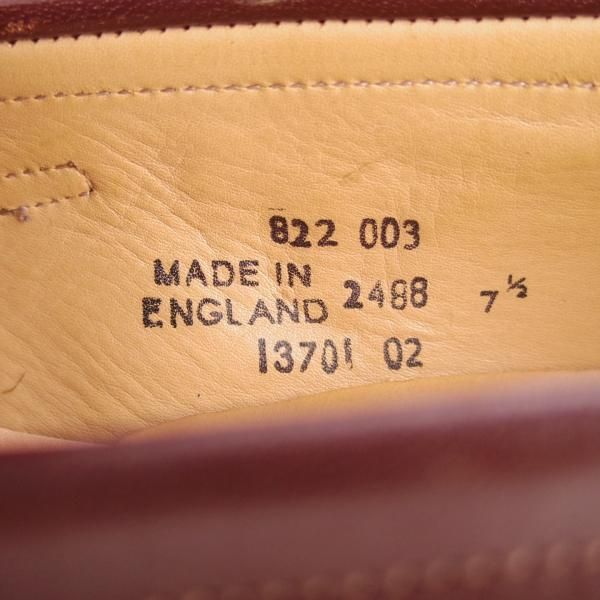 822 003
MADE IN
ENGLAND 2488 7½
13701 02